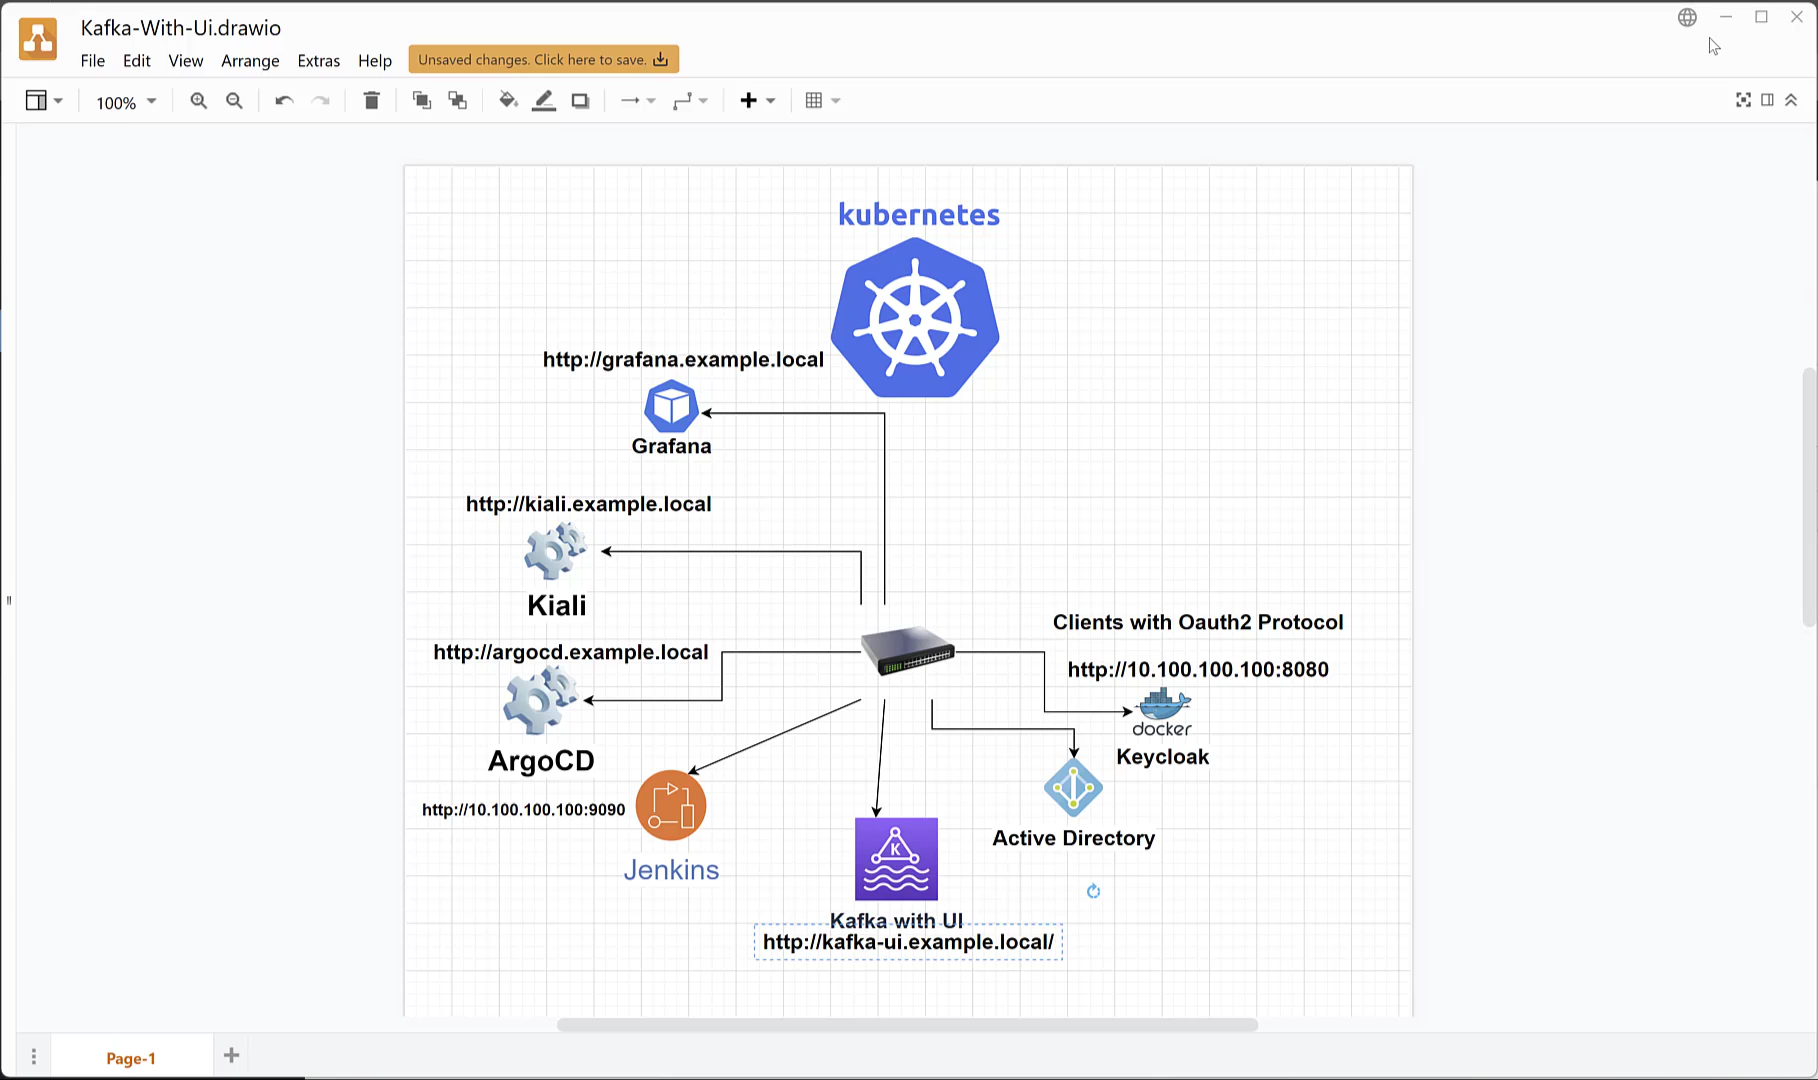 Kafka-With-Ui.drawio
File Edit View Arrange Extras Help
Unsaved changes. Click here to save.
100%
kubernetes
http://grafana.example.local
Grafana
http://kiali.example.local
Kiali
Clients with Oauth2 Protocol
http://argocd.example.local
http://10.100.100.100:8080
docker
Keycloak
ArgoCD
http://10.100.100.100:9090
Jenkins
Active Directory
K
Kafka with UI
http://kafka-ui.example.local/
Page-1